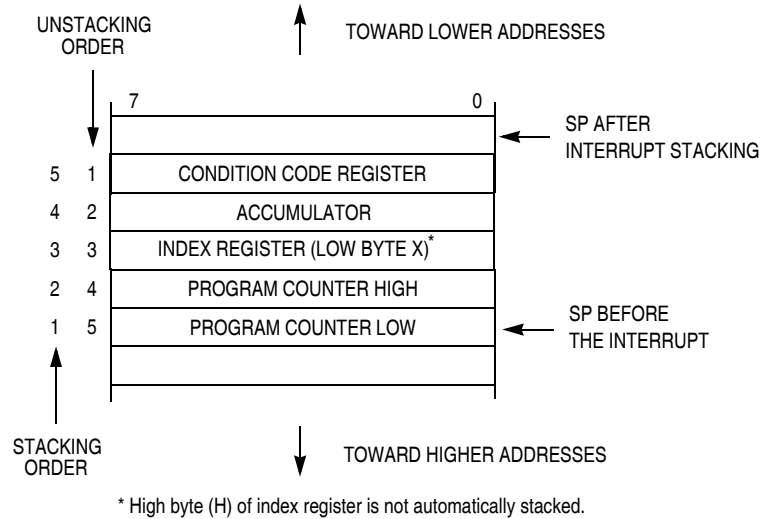 UNSTACKING
ORDER
TOWARD LOWER ADDRESSES
7 0
SP AFTER
INTERRUPT STACKING
5 1 CONDITION CODE REGISTER
4 2 ACCUMULATOR
3 3 INDEX REGISTER (LOW BYTE X)*
2 4 PROGRAM COUNTER HIGH
1 5 PROGRAM COUNTER LOW
SP BEFORE
THE INTERRUPT
STACKING
ORDER
TOWARD HIGHER ADDRESSES
* High byte (H) of index register is not automatically stacked.